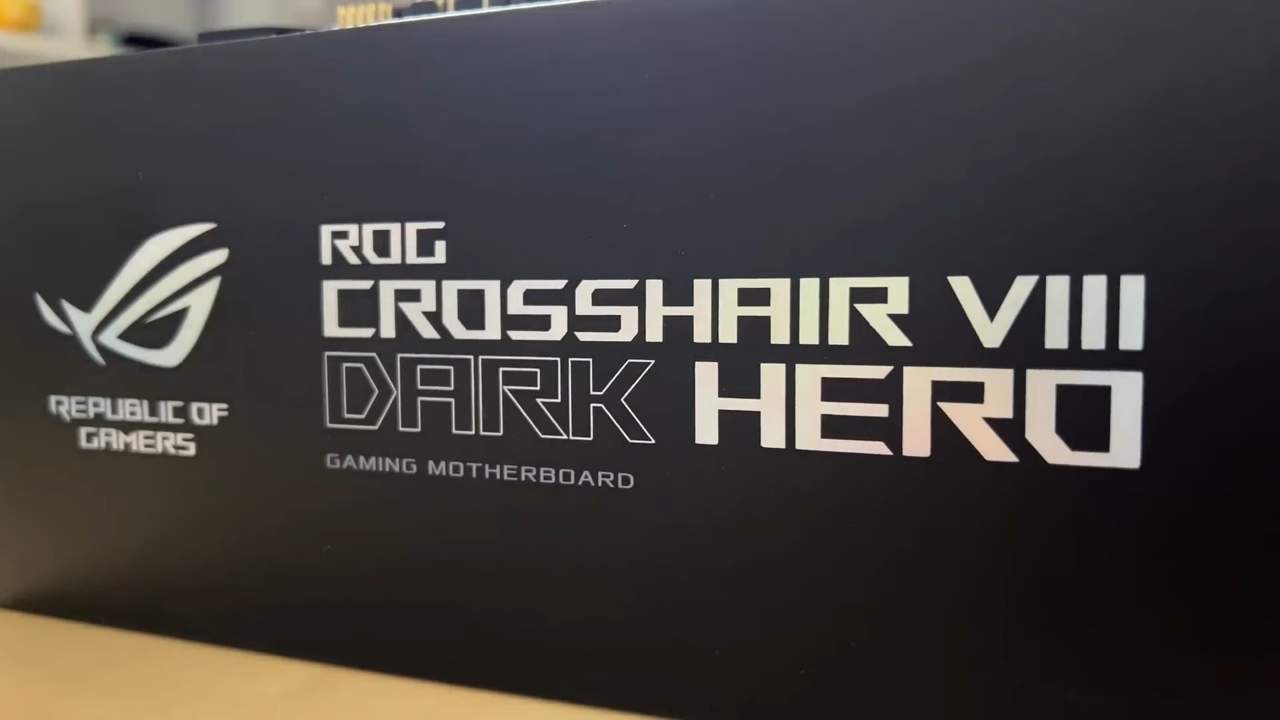 REPUBLIC OF
GAMERS
ROG
CROSSHAIR VIII
DARK HERO
GAMING MOTHERBOARD